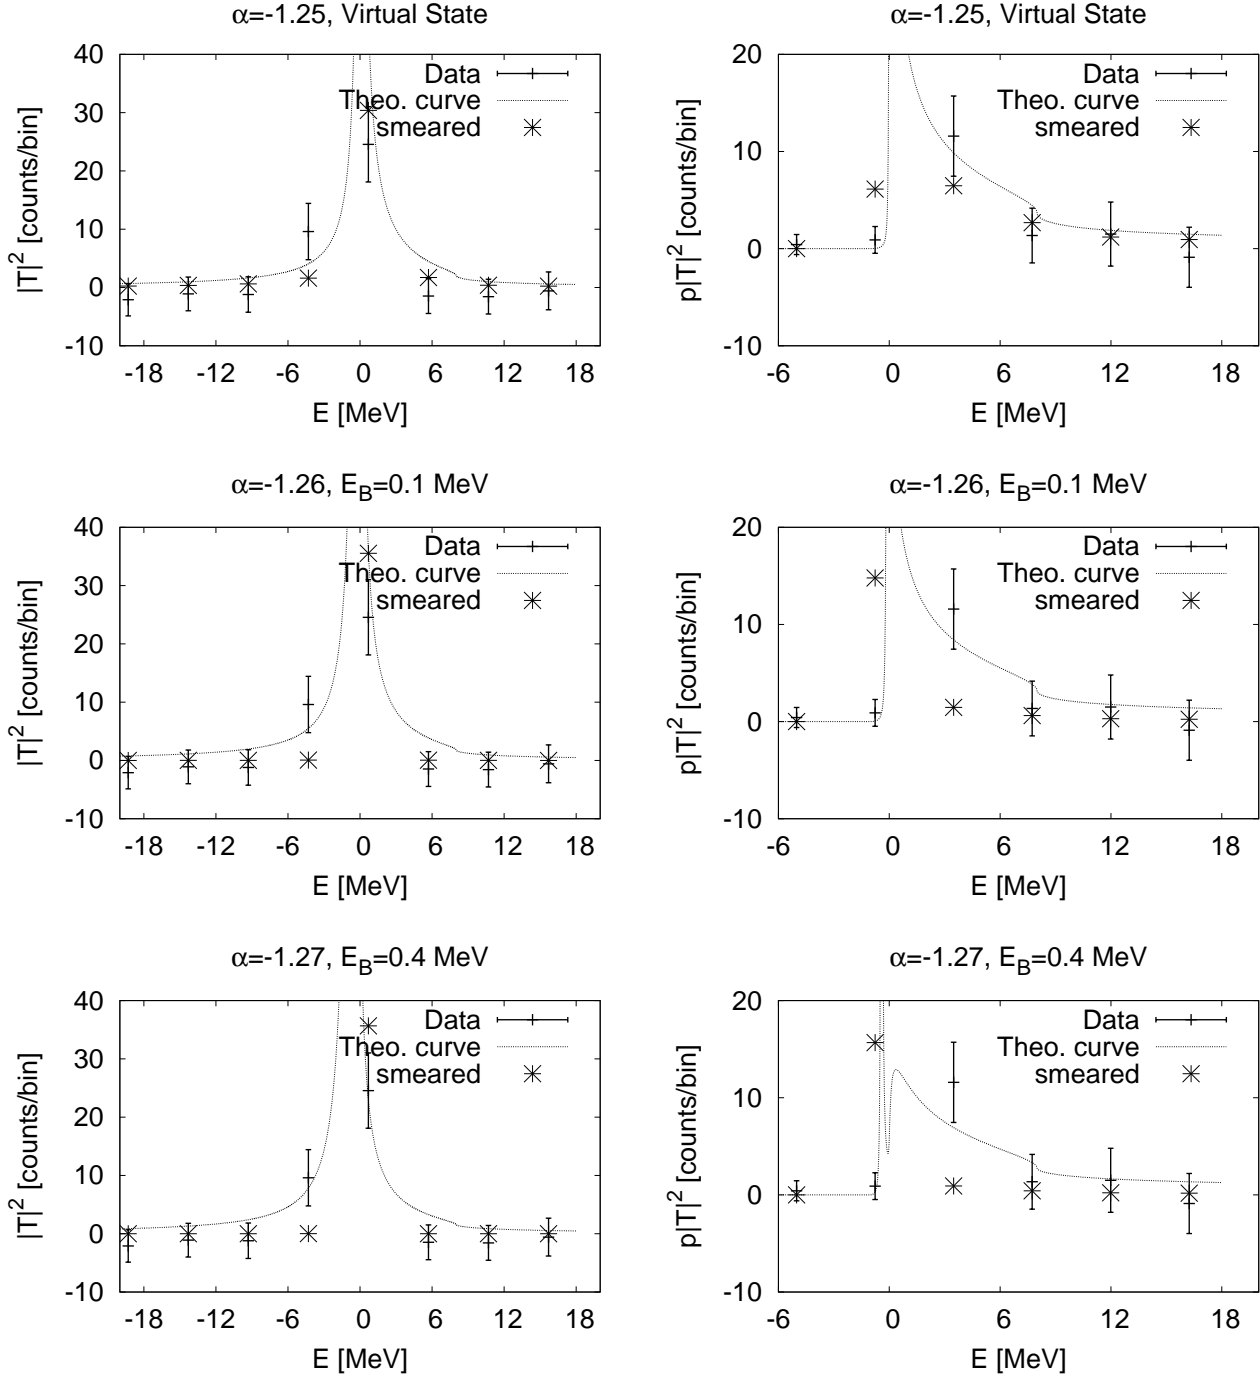 α=-1.25, Virtual State
|T|² [counts/bin]
40
30
20
10
0
-10
Data
Theo. curve
smeared
-18 -12 -6 0 6 12 18
E [MeV]
α=-1.25, Virtual State
p|T|² [counts/bin]
20
10
0
-10
Data
Theo. curve
smeared
-6 0 6 12 18
E [MeV]
α=-1.26, E_B=0.1 MeV
|T|² [counts/bin]
40
30
20
10
0
-10
Data
Theo. curve
smeared
-18 -12 -6 0 6 12 18
E [MeV]
α=-1.26, E_B=0.1 MeV
p|T|² [counts/bin]
20
10
0
-10
Data
Theo. curve
smeared
-6 0 6 12 18
E [MeV]
α=-1.27, E_B=0.4 MeV
|T|² [counts/bin]
40
30
20
10
0
-10
Data
Theo. curve
smeared
-18 -12 -6 0 6 12 18
E [MeV]
α=-1.27, E_B=0.4 MeV
p|T|² [counts/bin]
20
10
0
-10
Data
Theo. curve
smeared
-6 0 6 12 18
E [MeV]